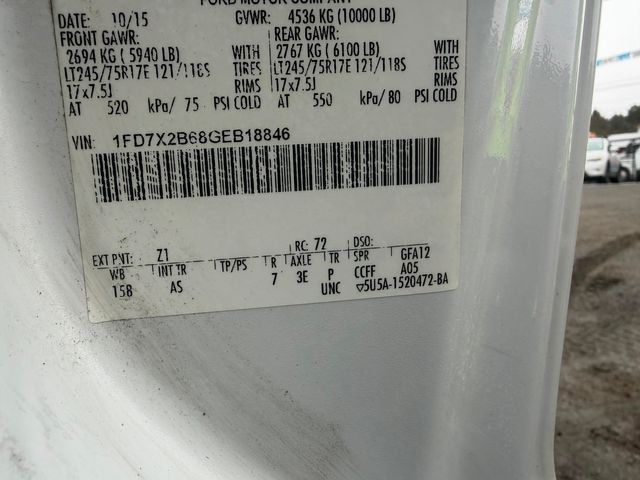 FORD MOTOR COMPANY
DATE: 10/15 GVWR: 4536 KG (10000 LB)
FRONT GAWR: REAR GAWR:
2694 KG ( 5940 LB) WITH 2767 KG ( 6100 LB) WITH
LT245/75R17E 121/118S TIRES LT245/75R17E 121/118S TIRES
17x7.5J RIMS 17x7.5J RIMS
AT 520 kPa/ 75 PSI COLD AT 550 kPa/ 80 PSI COLD
VIN: 1FD7X2B68GEB18846
EXT PNT: Z1 RC: 72 DSO:
WB INT TR TP/PS R AXLE TR SPR GFA12
158 AS 7 3E P CCFF A05
UNC ▽5U5A-1520472-BA